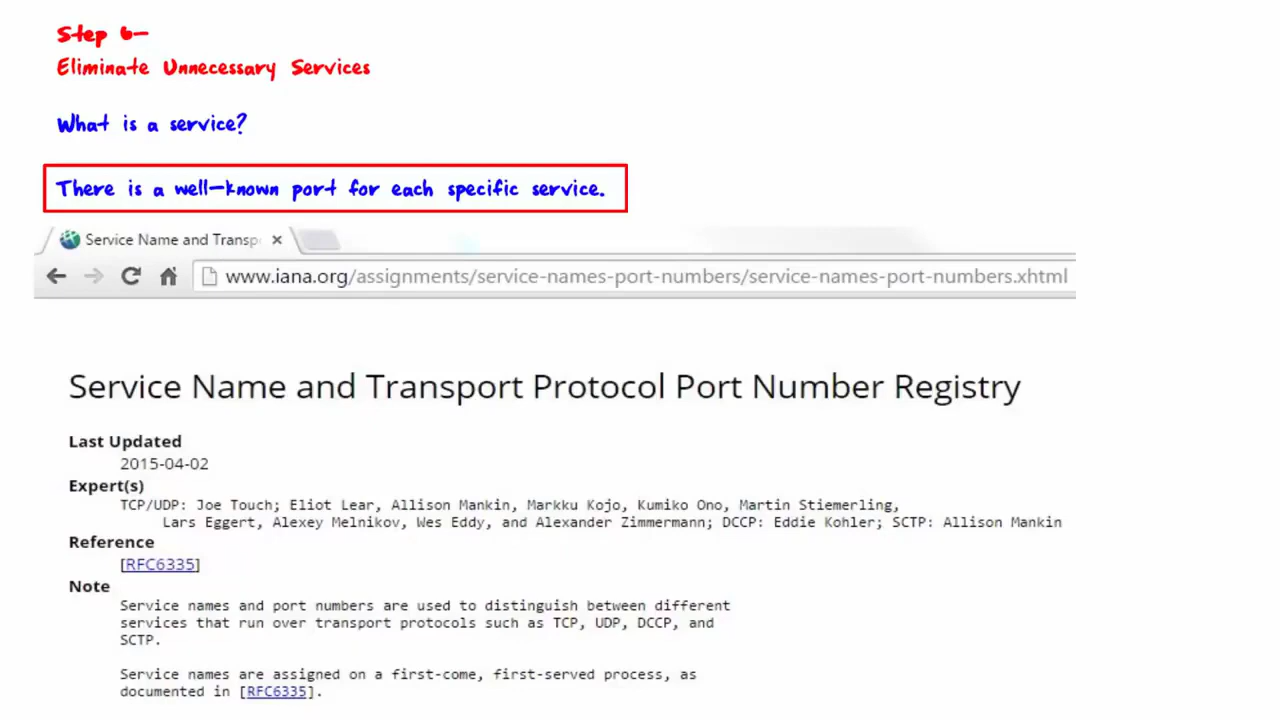 Step 6-
Eliminate Unnecessary Services
What is a service?
There is a well-known port for each specific service.
Service Name and Transp
www.iana.org/assignments/service-names-port-numbers/service-names-port-numbers.xhtml
Service Name and Transport Protocol Port Number Registry
Last Updated
2015-04-02
Expert(s)
TCP/UDP: Joe Touch; Eliot Lear, Allison Mankin, Markku Kojo, Kumiko Ono, Martin Stiemerling,
Lars Eggert, Alexey Melnikov, Wes Eddy, and Alexander Zimmermann; DCCP: Eddie Kohler; SCTP: Allison Mankin
Reference
[RFC6335]
Note
Service names and port numbers are used to distinguish between different
services that run over transport protocols such as TCP, UDP, DCCP, and
SCTP.
Service names are assigned on a first-come, first-served process, as
documented in [RFC6335].